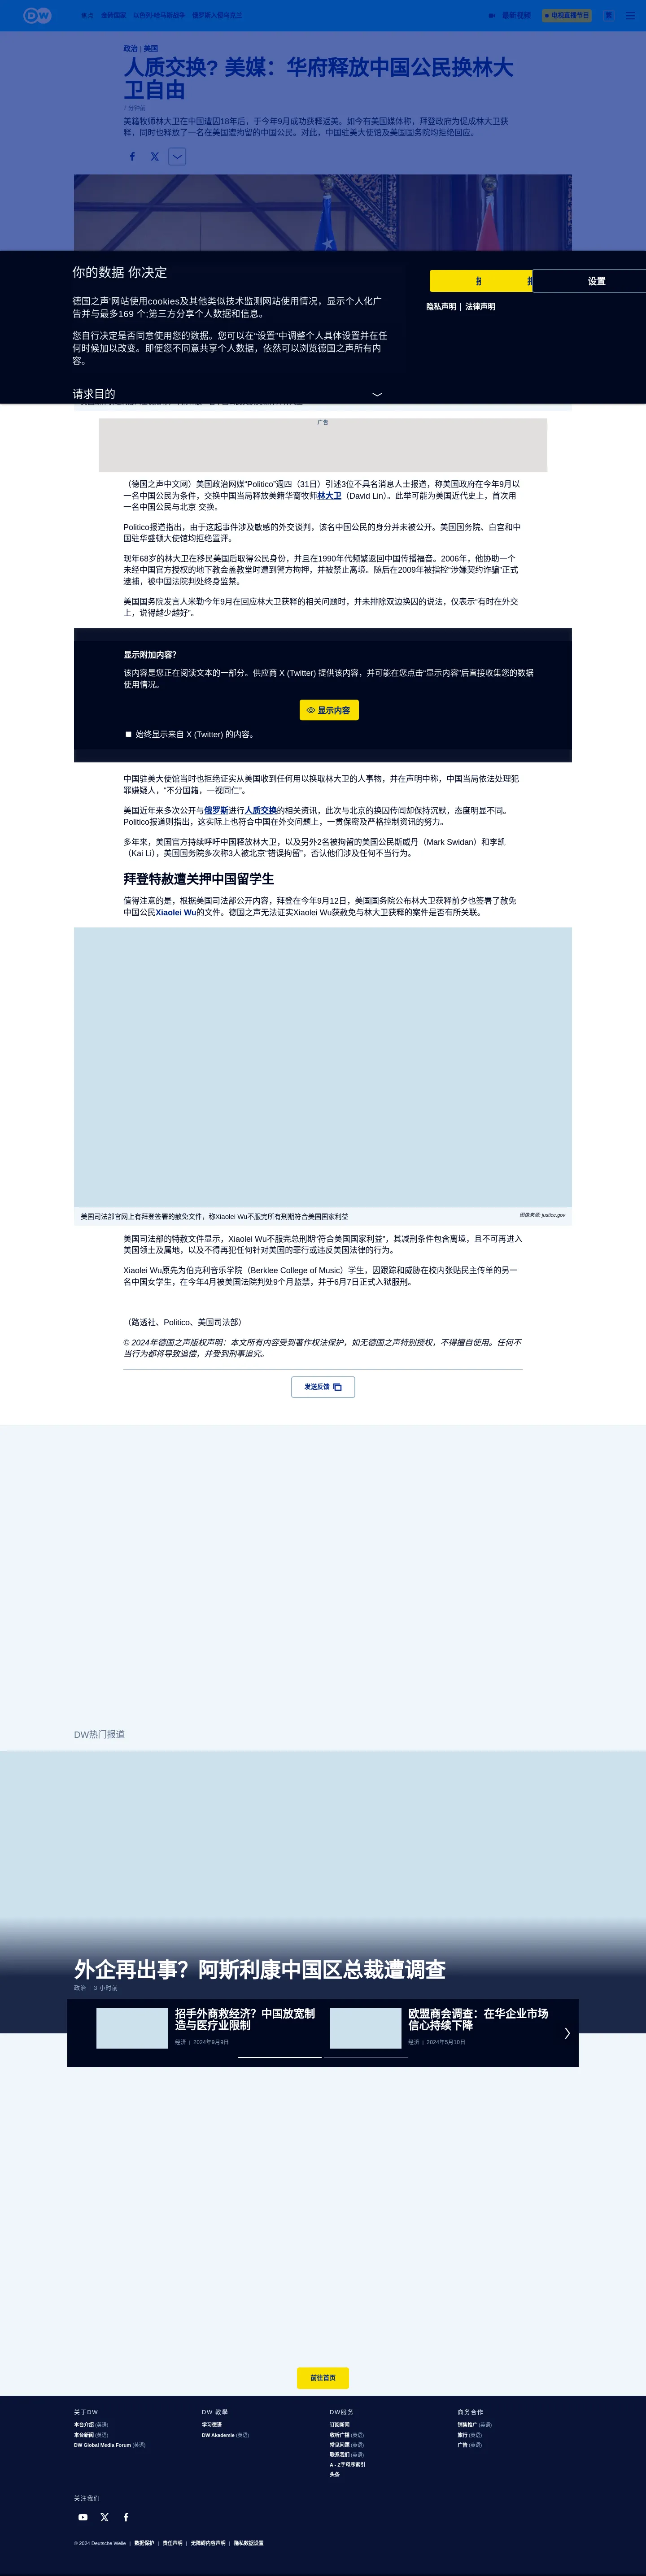 DW
焦点 金砖国家 以色列-哈马斯战争 俄罗斯入侵乌克兰
最新视频
电视直播节目
繁
政治 | 美国
人质交换? 美媒：华府释放中国公民换林大
卫自由
7 分钟前
美籍牧师林大卫在中国遭囚18年后，于今年9月成功获释返美。如今有美国媒体称，拜登政府为促成林大卫获
释，同时也释放了一名在美国遭拘留的中国公民。对此，中国驻美大使馆及美国国务院均拒绝回应。
你的数据 你决定
德国之声'网站使用cookies及其他类似技术监测网站使用情况，显示个人化广
告并与最多169 个;第三方分享个人数据和信息。
您自行决定是否同意使用您的数据。您可以在“设置”中调整个人具体设置并在任
何时候加以改变。即便您不同意共享个人数据，依然可以浏览德国之声所有内
容。
请求目的
设置
隐私声明 | 法律声明
广告
（德国之声中文网）美国政治网媒“Politico”週四（31日）引述3位不具名消息人士报道，称美国政府在今年9月以
一名中国公民为条件，交换中国当局释放美籍华裔牧师林大卫（David Lin）。此举可能为美国近代史上，首次用
一名中国公民与北京 交换。
Politico报道指出，由于这起事件涉及敏感的外交谈判，该名中国公民的身分并未被公开。美国国务院、白宫和中
国驻华盛顿大使馆均拒绝置评。
现年68岁的林大卫在移民美国后取得公民身份，并且在1990年代频繁返回中国传播福音。2006年，他协助一个
未经中国官方授权的地下教会盖教堂时遭到警方拘押，并被禁止离境。随后在2009年被指控“涉嫌契约诈骗”正式
逮捕，被中国法院判处终身监禁。
美国国务院发言人米勒今年9月在回应林大卫获释的相关问题时，并未排除双边换囚的说法，仅表示“有时在外交
上，说得越少越好”。
显示附加内容?
该内容是您正在阅读文本的一部分。供应商 X (Twitter) 提供该内容，并可能在您点击“显示内容”后直接收集您的数据
使用情况。
显示内容
始终显示来自 X (Twitter) 的内容。
中国驻美大使馆当时也拒绝证实从美国收到任何用以换取林大卫的人事物，并在声明中称，中国当局依法处理犯
罪嫌疑人，“不分国籍，一视同仁”。
美国近年来多次公开与俄罗斯进行人质交换的相关资讯，此次与北京的换囚传闻却保持沉默，态度明显不同。
Politico报道则指出，这实际上也符合中国在外交问题上，一贯保密及严格控制资讯的努力。
多年来，美国官方持续呼吁中国释放林大卫，以及另外2名被拘留的美国公民斯威丹（Mark Swidan）和李凯
（Kai Li），美国国务院多次称3人被北京“错误拘留”，否认他们涉及任何不当行为。
拜登特赦遭关押中国留学生
值得注意的是，根据美国司法部公开内容，拜登在今年9月12日，美国国务院公布林大卫获释前夕也签署了赦免
中国公民Xiaolei Wu的文件。德国之声无法证实Xiaolei Wu获赦免与林大卫获释的案件是否有所关联。
美国司法部官网上有拜登签署的赦免文件，称Xiaolei Wu不服完所有刑期符合美国国家利益
图像来源: justice.gov
美国司法部的特赦文件显示，Xiaolei Wu不服完总刑期“符合美国国家利益”，其减刑条件包含离境，且不可再进入
美国领土及属地，以及不得再犯任何针对美国的罪行或违反美国法律的行为。
Xiaolei Wu原先为伯克利音乐学院（Berklee College of Music）学生，因跟踪和威胁在校内张贴民主传单的另一
名中国女学生，在今年4月被美国法院判处9个月监禁，并于6月7日正式入狱服刑。
（路透社、Politico、美国司法部）
© 2024年德国之声版权声明：本文所有内容受到著作权法保护，如无德国之声特别授权，不得擅自使用。任何不
当行为都将导致追偿，并受到刑事追究。
发送反馈
DW热门报道
外企再出事？阿斯利康中国区总裁遭调查
政治 | 3 小时前
招手外商救经济？中国放宽制
造与医疗业限制
经济 | 2024年9月9日
欧盟商会调查：在华企业市场
信心持续下降
经济 | 2024年5月10日
前往首页
关于DW
本台介绍 (英语)
本台新闻 (英语)
DW Global Media Forum (英语)
DW 教学
学习德语
DW Akademie (英语)
DW服务
订阅新闻
收听广播 (英语)
常见问题 (英语)
联系我们 (英语)
A - Z字母序索引
头条
商务合作
销售推广 (英语)
旅行 (英语)
广告 (英语)
关注我们
© 2024 Deutsche Welle | 数据保护 | 责任声明 | 无障碍内容声明 | 隐私数据设置